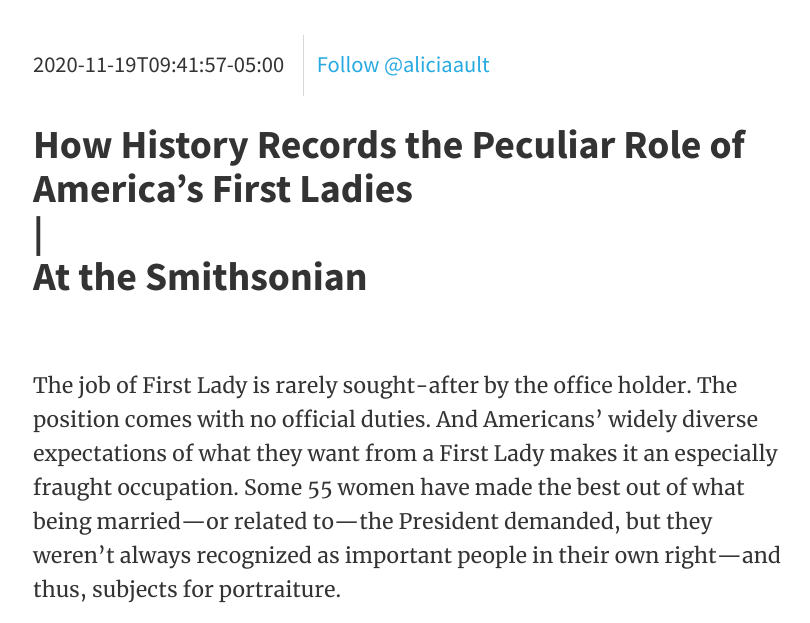 2020-11-19T09:41:57-05:00
Follow @aliciaault
How History Records the Peculiar Role of
America’s First Ladies
|
At the Smithsonian
The job of First Lady is rarely sought-after by the office holder. The
position comes with no official duties. And Americans’ widely diverse
expectations of what they want from a First Lady makes it an especially
fraught occupation. Some 55 women have made the best out of what
being married—or related to—the President demanded, but they
weren’t always recognized as important people in their own right—and
thus, subjects for portraiture.